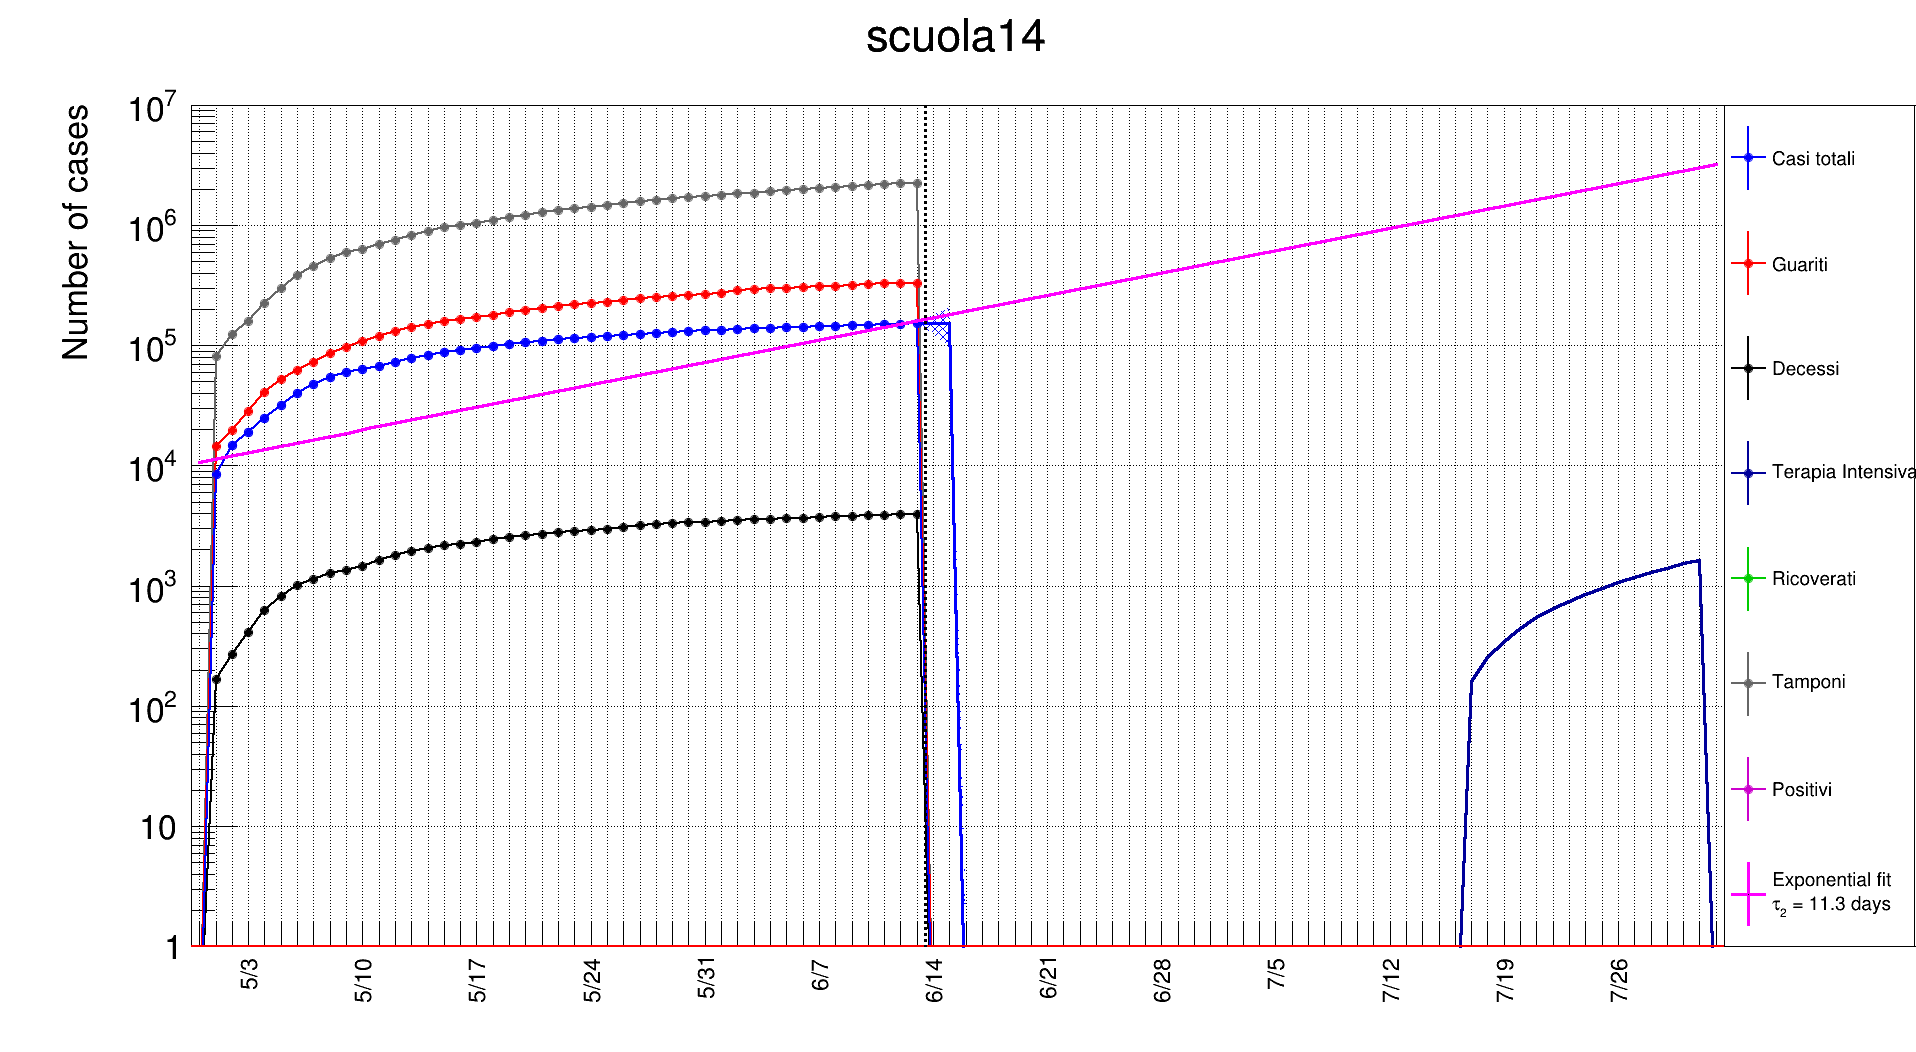 scuola14
Number of cases
10^7
10^6
10^5
10^4
10^3
10^2
10
1
5/3
5/10
5/17
5/24
5/31
6/7
6/14
6/21
6/28
7/5
7/12
7/19
7/26
Casi totali
Guariti
Decessi
Terapia Intensiva
Ricoverati
Tamponi
Positivi
Exponential fit
τ_2 = 11.3 days